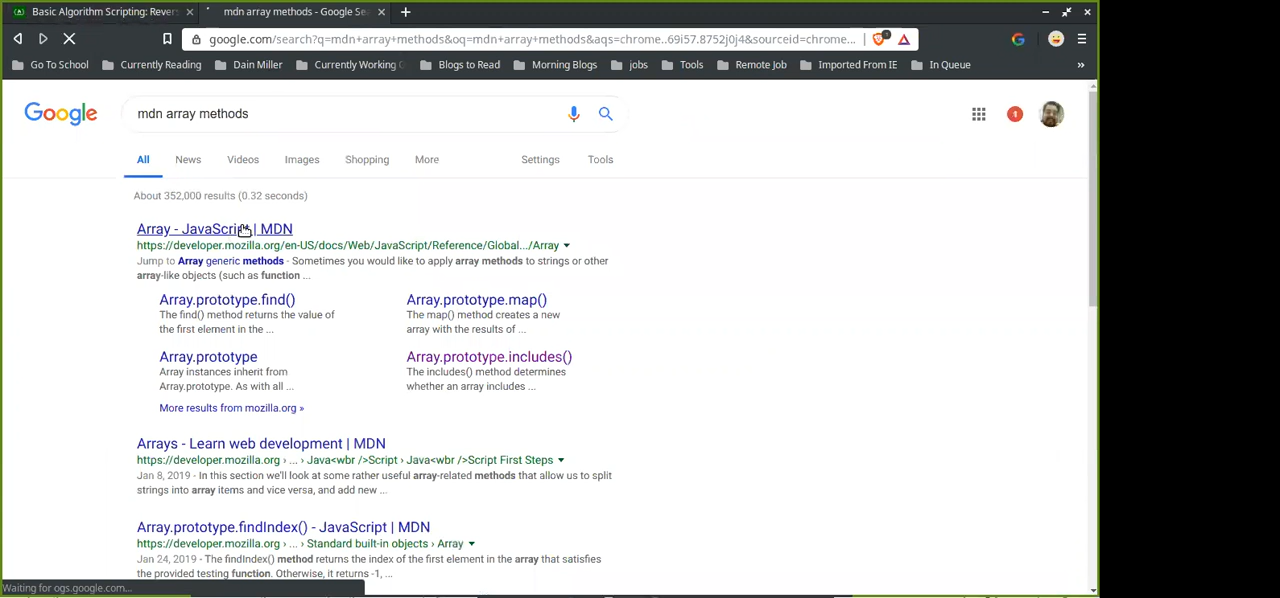 Basic Algorithm Scripting: Rever
mdn array methods - Google Se
google.com/search?q=mdn+array+methods&oq=mdn+array+methods&aqs=chrome..69i57.8752j0j4&sourceid=chrome...
1
Go To School
Currently Reading
Dain Miller
Currently Working
Blogs to Read
Morning Blogs
jobs
Tools
Remote Job
Imported From IE
In Queue
»
Google
mdn array methods
1
All
News
Videos
Images
Shopping
More
Settings
Tools
About 352,000 results (0.32 seconds)
Array - JavaScript | MDN
https://developer.mozilla.org/en-US/docs/Web/JavaScript/Reference/Global.../Array
Jump to Array generic methods - Sometimes you would like to apply array methods to strings or other
array-like objects (such as function ...
Array.prototype.find()
The find() method returns the value of
the first element in the ...
Array.prototype.map()
The map() method creates a new
array with the results of ...
Array.prototype
Array instances inherit from
Array.prototype. As with all ...
Array.prototype.includes()
The includes() method determines
whether an array includes ...
More results from mozilla.org »
Arrays - Learn web development | MDN
https://developer.mozilla.org › ... › Java<wbr />Script › Java<wbr />Script First Steps
Jan 8, 2019 - In this section we'll look at some rather useful array-related methods that allow us to split
strings into array items and vice versa, and add new ...
Array.prototype.findIndex() - JavaScript | MDN
https://developer.mozilla.org › ... › Standard built-in objects › Array
Jan 24, 2019 - The findIndex() method returns the index of the first element in the array that satisfies
the provided testing function. Otherwise, it returns -1, ...
Waiting for ogs.google.com...